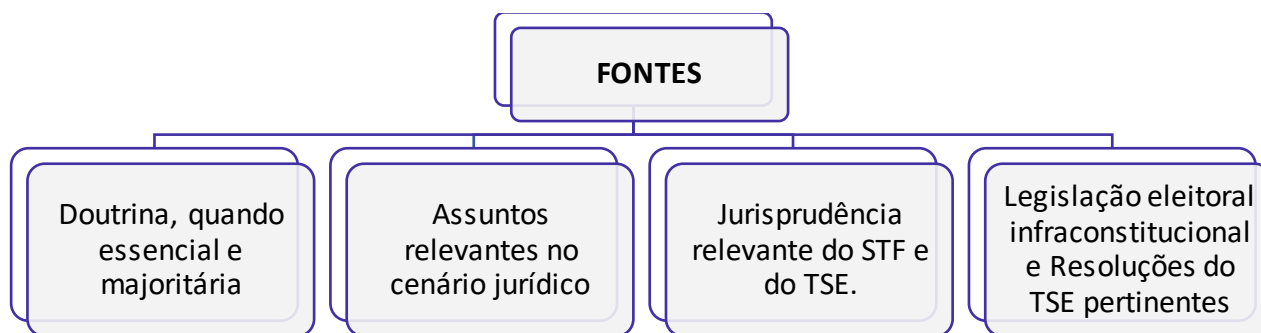 FONTES
Doutrina, quando
essencial e
majoritária
Assuntos
relevantes no
cenário jurídico
Jurisprudência
relevante do STF e
do TSE.
Legislação eleitoral
infraconstitucional
e Resoluções do
TSE pertinentes